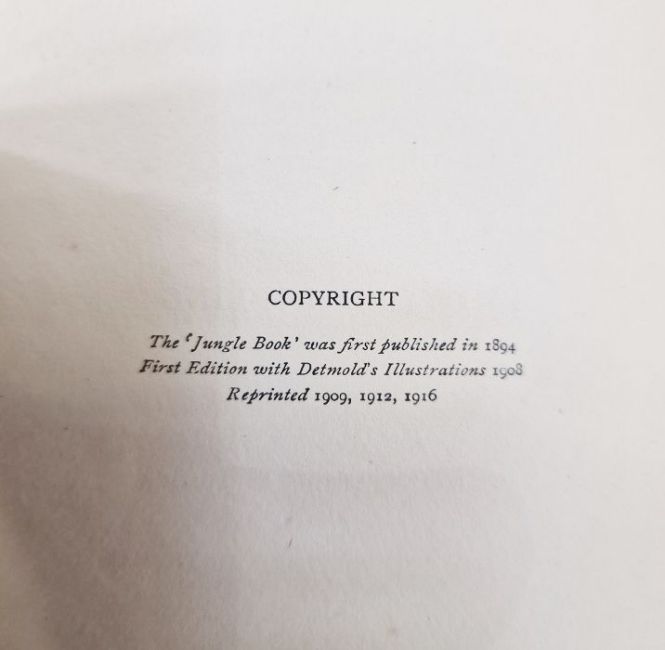 COPYRIGHT
The ‘Jungle Book’ was first published in 1894
First Edition with Detmold's Illustrations 1908
Reprinted 1909, 1912, 1916